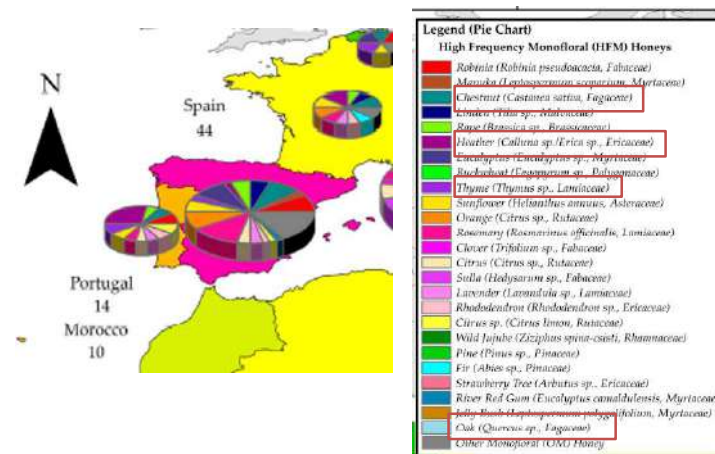 N
Spain
44
Portugal
14
Morocco
10
Legend (Pie Chart)
High Frequency Monofloral (HFM) Honeys
Robinia (Robinia pseudoacacia, Fabaceae)
Manuka (Leptospermum scoparium, Myrtaceae)
Chestnut (Castanea sativa, Fagaceae)
Linden (Tilia sp., Malvaceae)
Rape (Brassica sp., Brassicaceae)
Heather (Calluna sp./Erica sp., Ericaceae)
Eucalyptus (Eucalyptus sp., Myrtaceae)
Buckwheat (Fagopyrum sp., Polygonaceae)
Thyme (Thymus sp., Lamiaceae)
Sunflower (Helianthus annuus, Asteraceae)
Orange (Citrus sp., Rutaceae)
Rosemary (Rosmarinus officinalis, Lamiaceae)
Clover (Trifolium sp., Fabaceae)
Citrus (Citrus sp., Rutaceae)
Sulla (Hedysarum sp., Fabaceae)
Lavender (Lavandula sp., Lamiaceae)
Rhododendron (Rhododendron sp., Ericaceae)
Citrus sp. (Citrus limon, Rutaceae)
Wild Jujube (Ziziphus spina-csisti, Rhamnaceae)
Pine (Pinus sp., Pinaceae)
Fir (Abies sp., Pinaceae)
Strawberry Tree (Arbutus sp., Ericaceae)
River Red Gum (Eucalyptus camaldulensis, Myrtaceae)
Jelly Bush (Leptospermum polygalifolium, Myrtaceae)
Oak (Quercus sp., Fagaceae)
Other Monofloral (OM) Honey